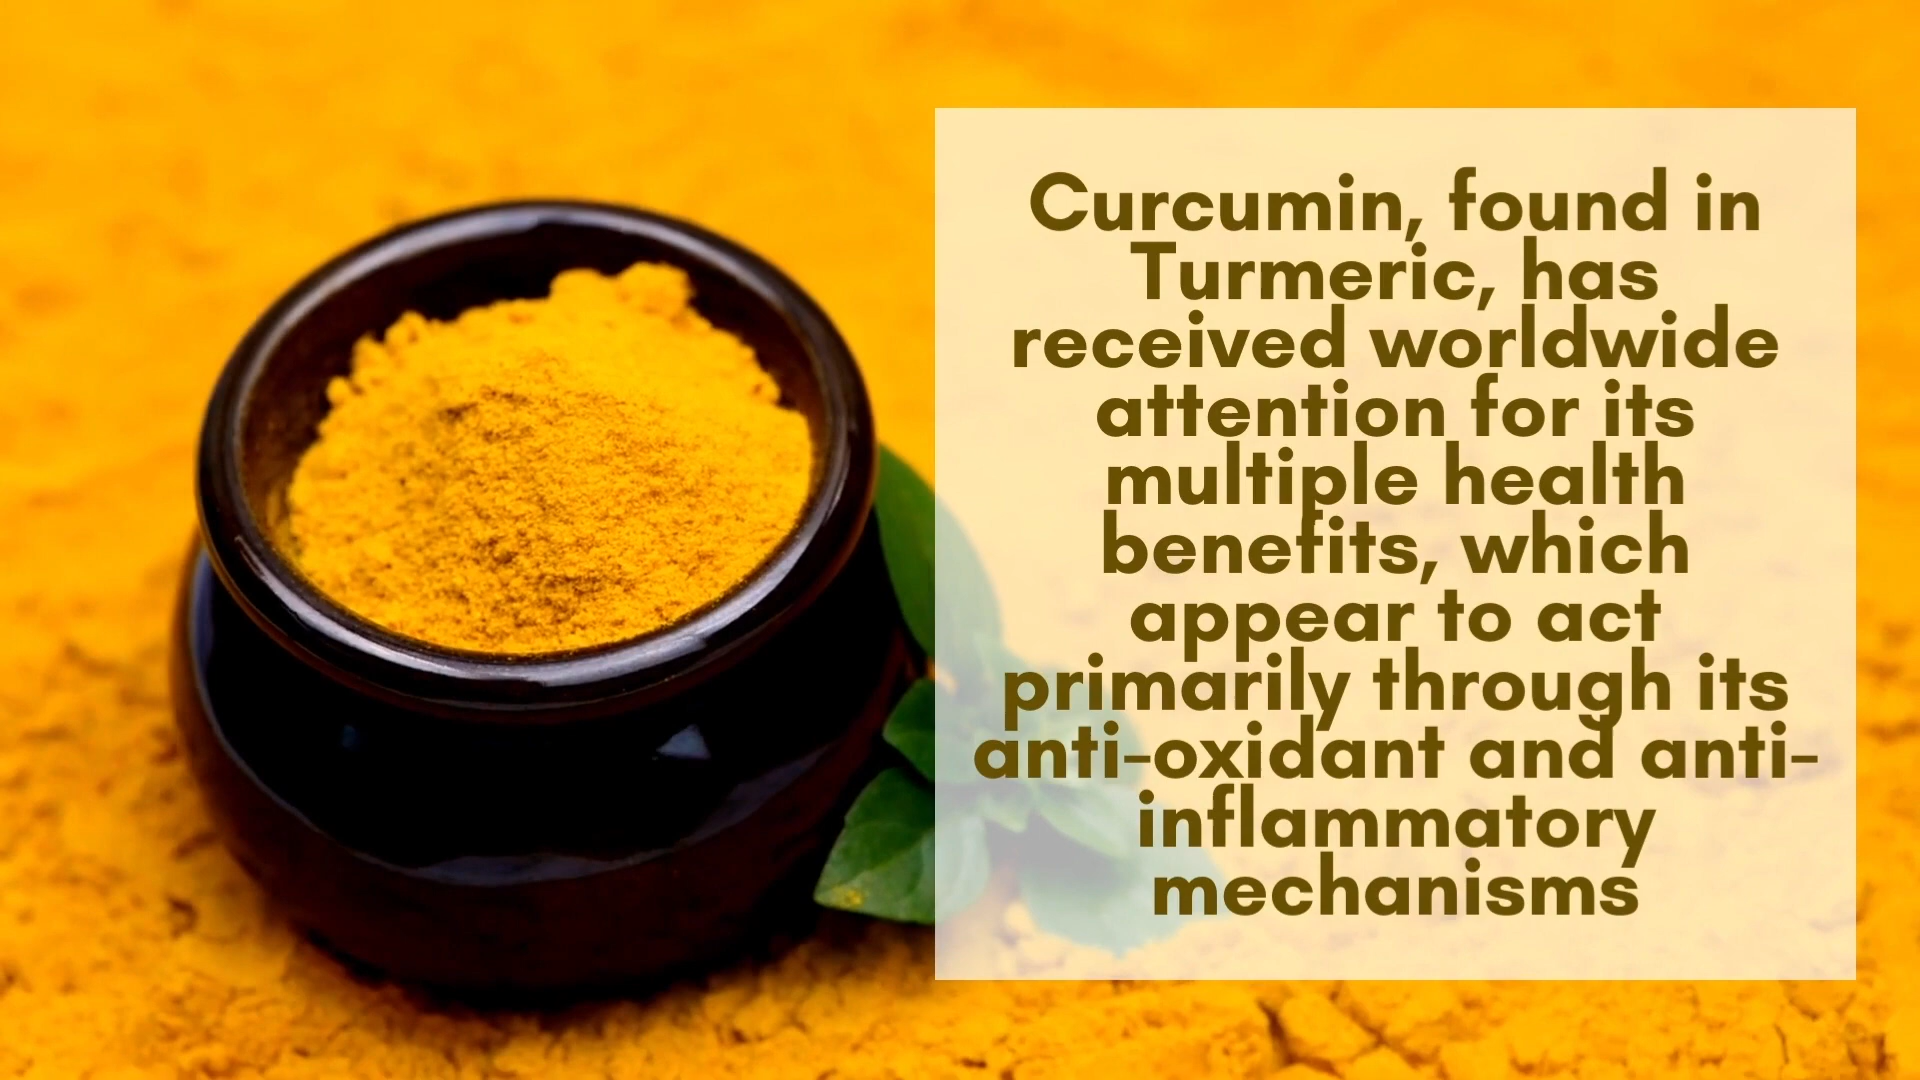 Curcumin, found in
Turmeric, has
received worldwide
attention for its
multiple health
benefits, which
appear to act
primarily through its
anti-oxidant and anti-
inflammatory
mechanisms